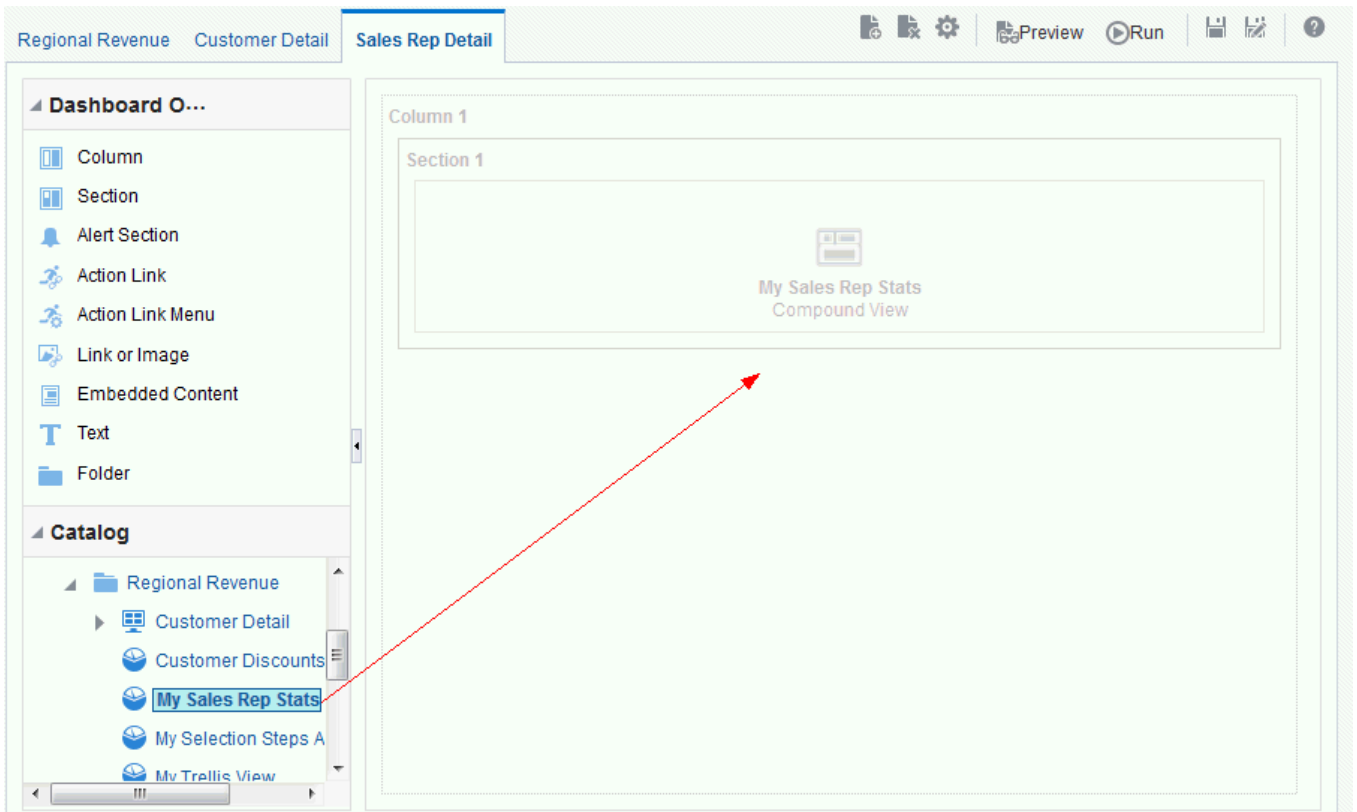 Regional Revenue Customer Detail Sales Rep Detail
Preview Run
Dashboard O...
Column
Section
Alert Section
Action Link
Action Link Menu
Link or Image
Embedded Content
Text
Folder
Catalog
Regional Revenue
Customer Detail
Customer Discounts
My Sales Rep Stats
My Selection Steps A
My Trellis View
Column 1
Section 1
My Sales Rep Stats
Compound View